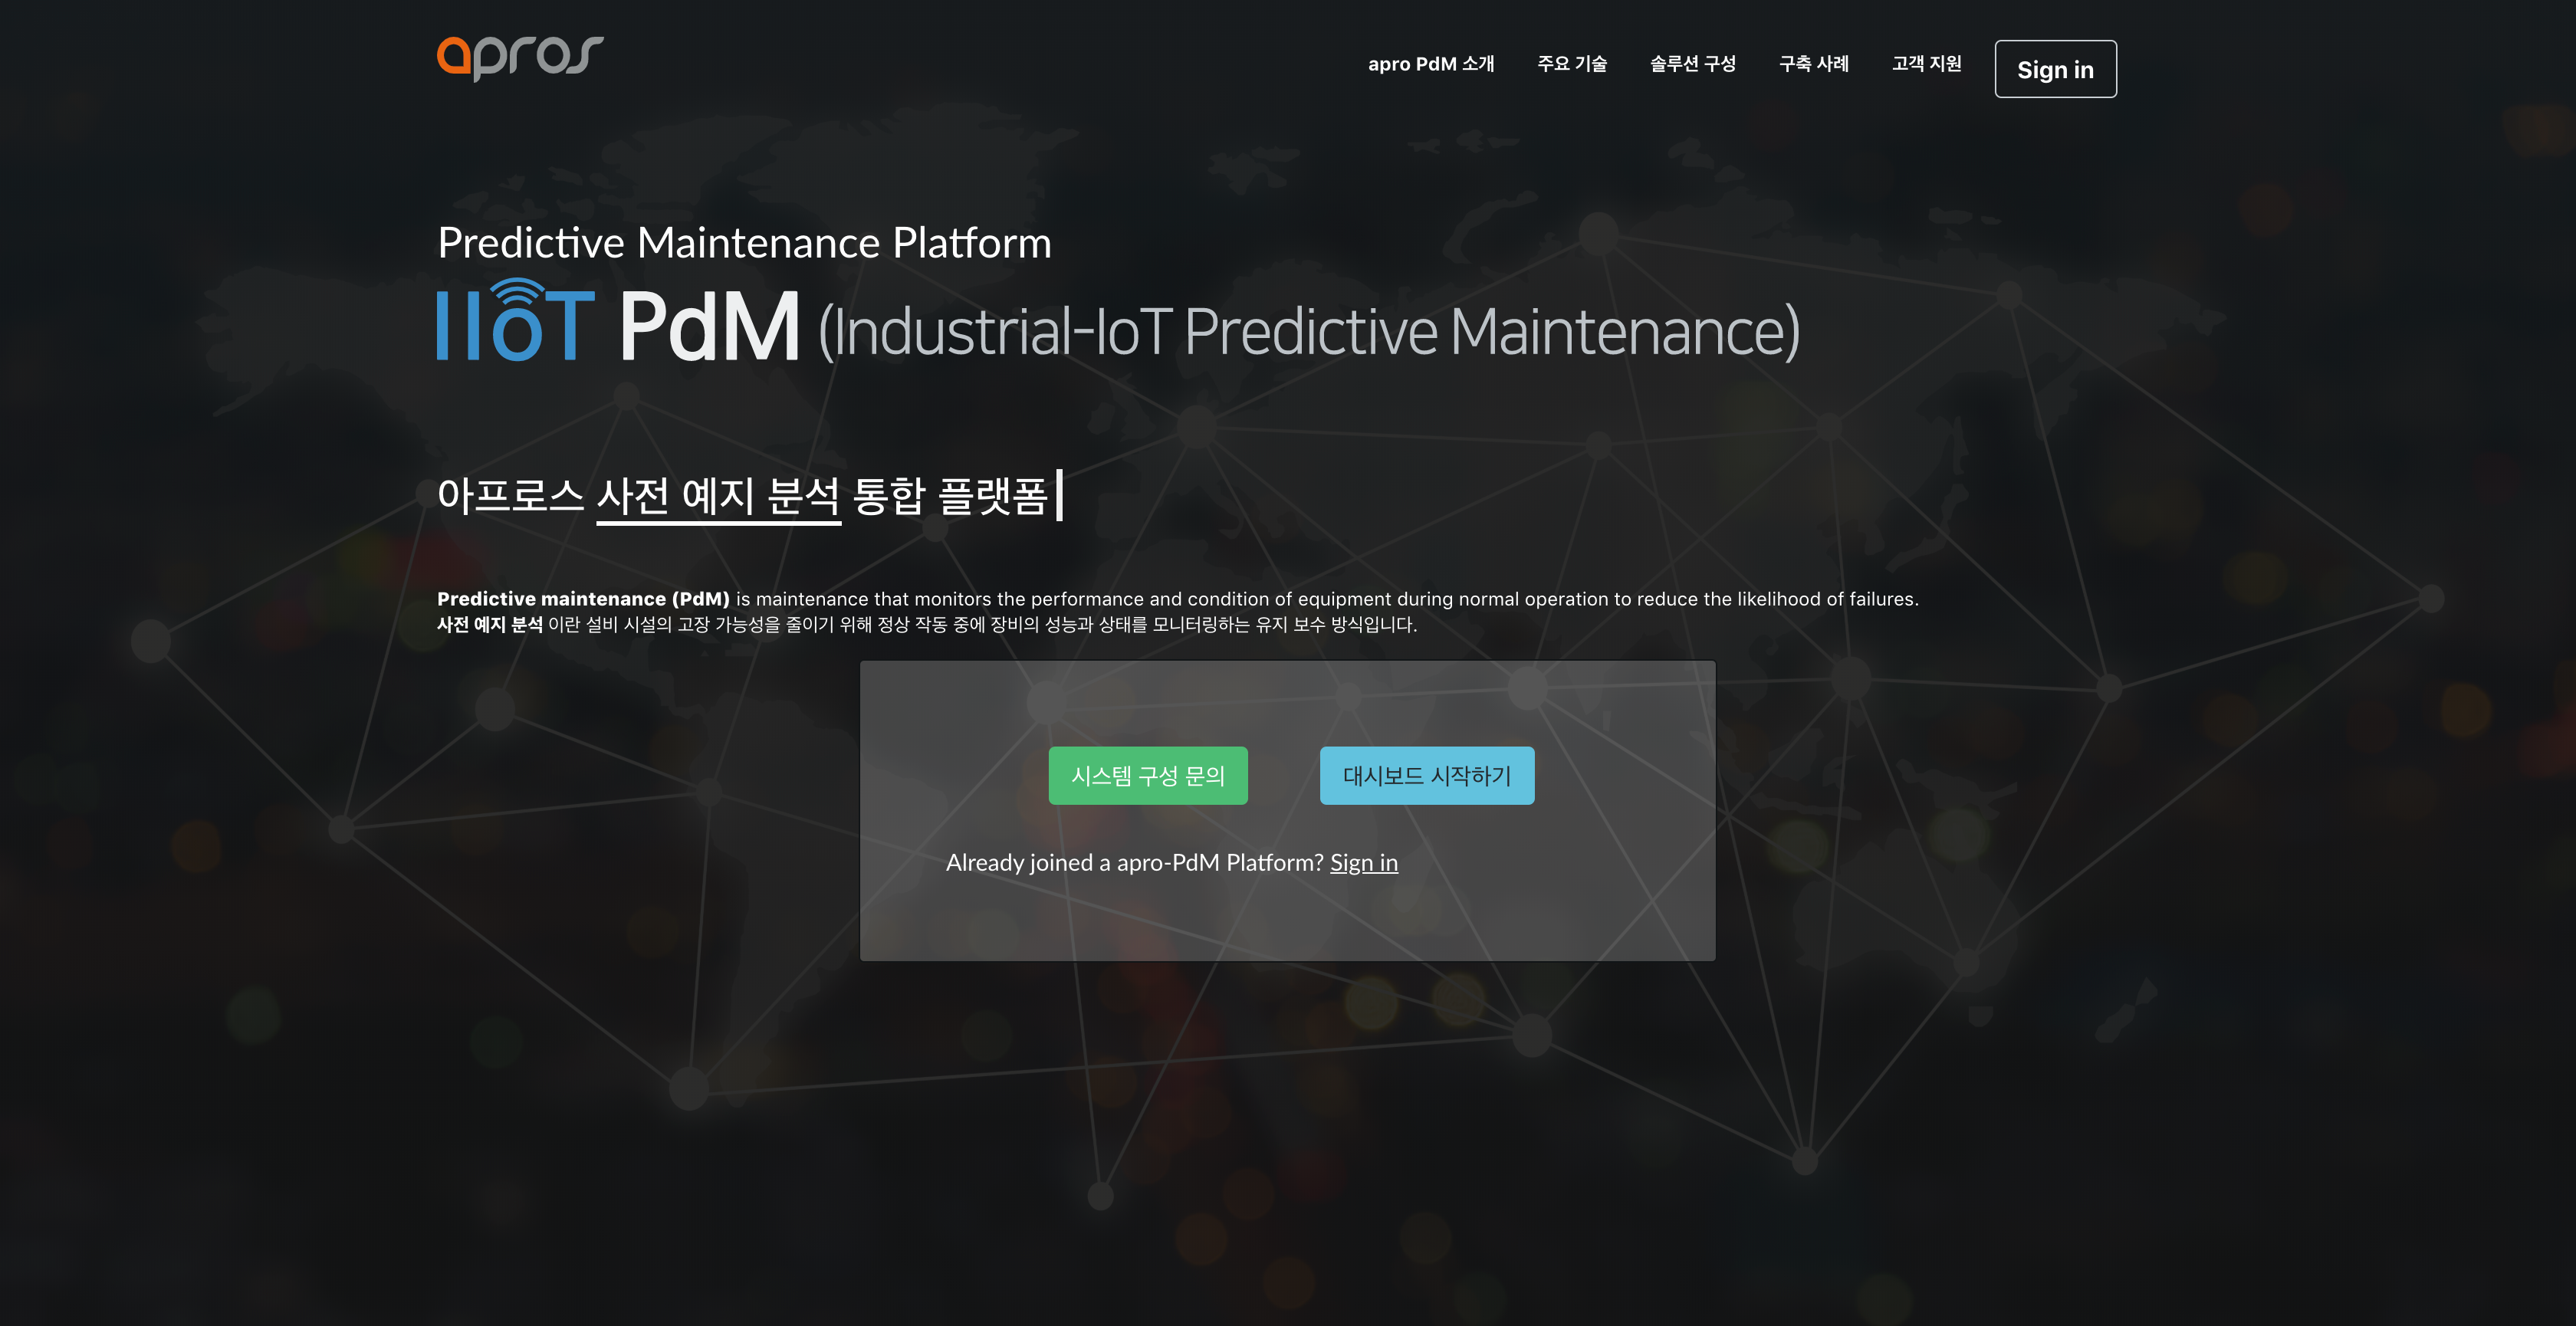 apros
apro PdM 소개 주요 기술 솔루션 구성 구축 사례 고객 지원 Sign in
Predictive Maintenance Platform
IIoT PdM (Industrial-IoT Predictive Maintenance)
아프로스 사전 예지 분석 통합 플랫폼
Predictive maintenance (PdM) is maintenance that monitors the performance and condition of equipment during normal operation to reduce the likelihood of failures.
사전 예지 분석 이란 설비 시설의 고장 가능성을 줄이기 위해 정상 작동 중에 장비의 성능과 상태를 모니터링하는 유지 보수 방식입니다.
시스템 구성 문의 대시보드 시작하기
Already joined a apro-PdM Platform? Sign in